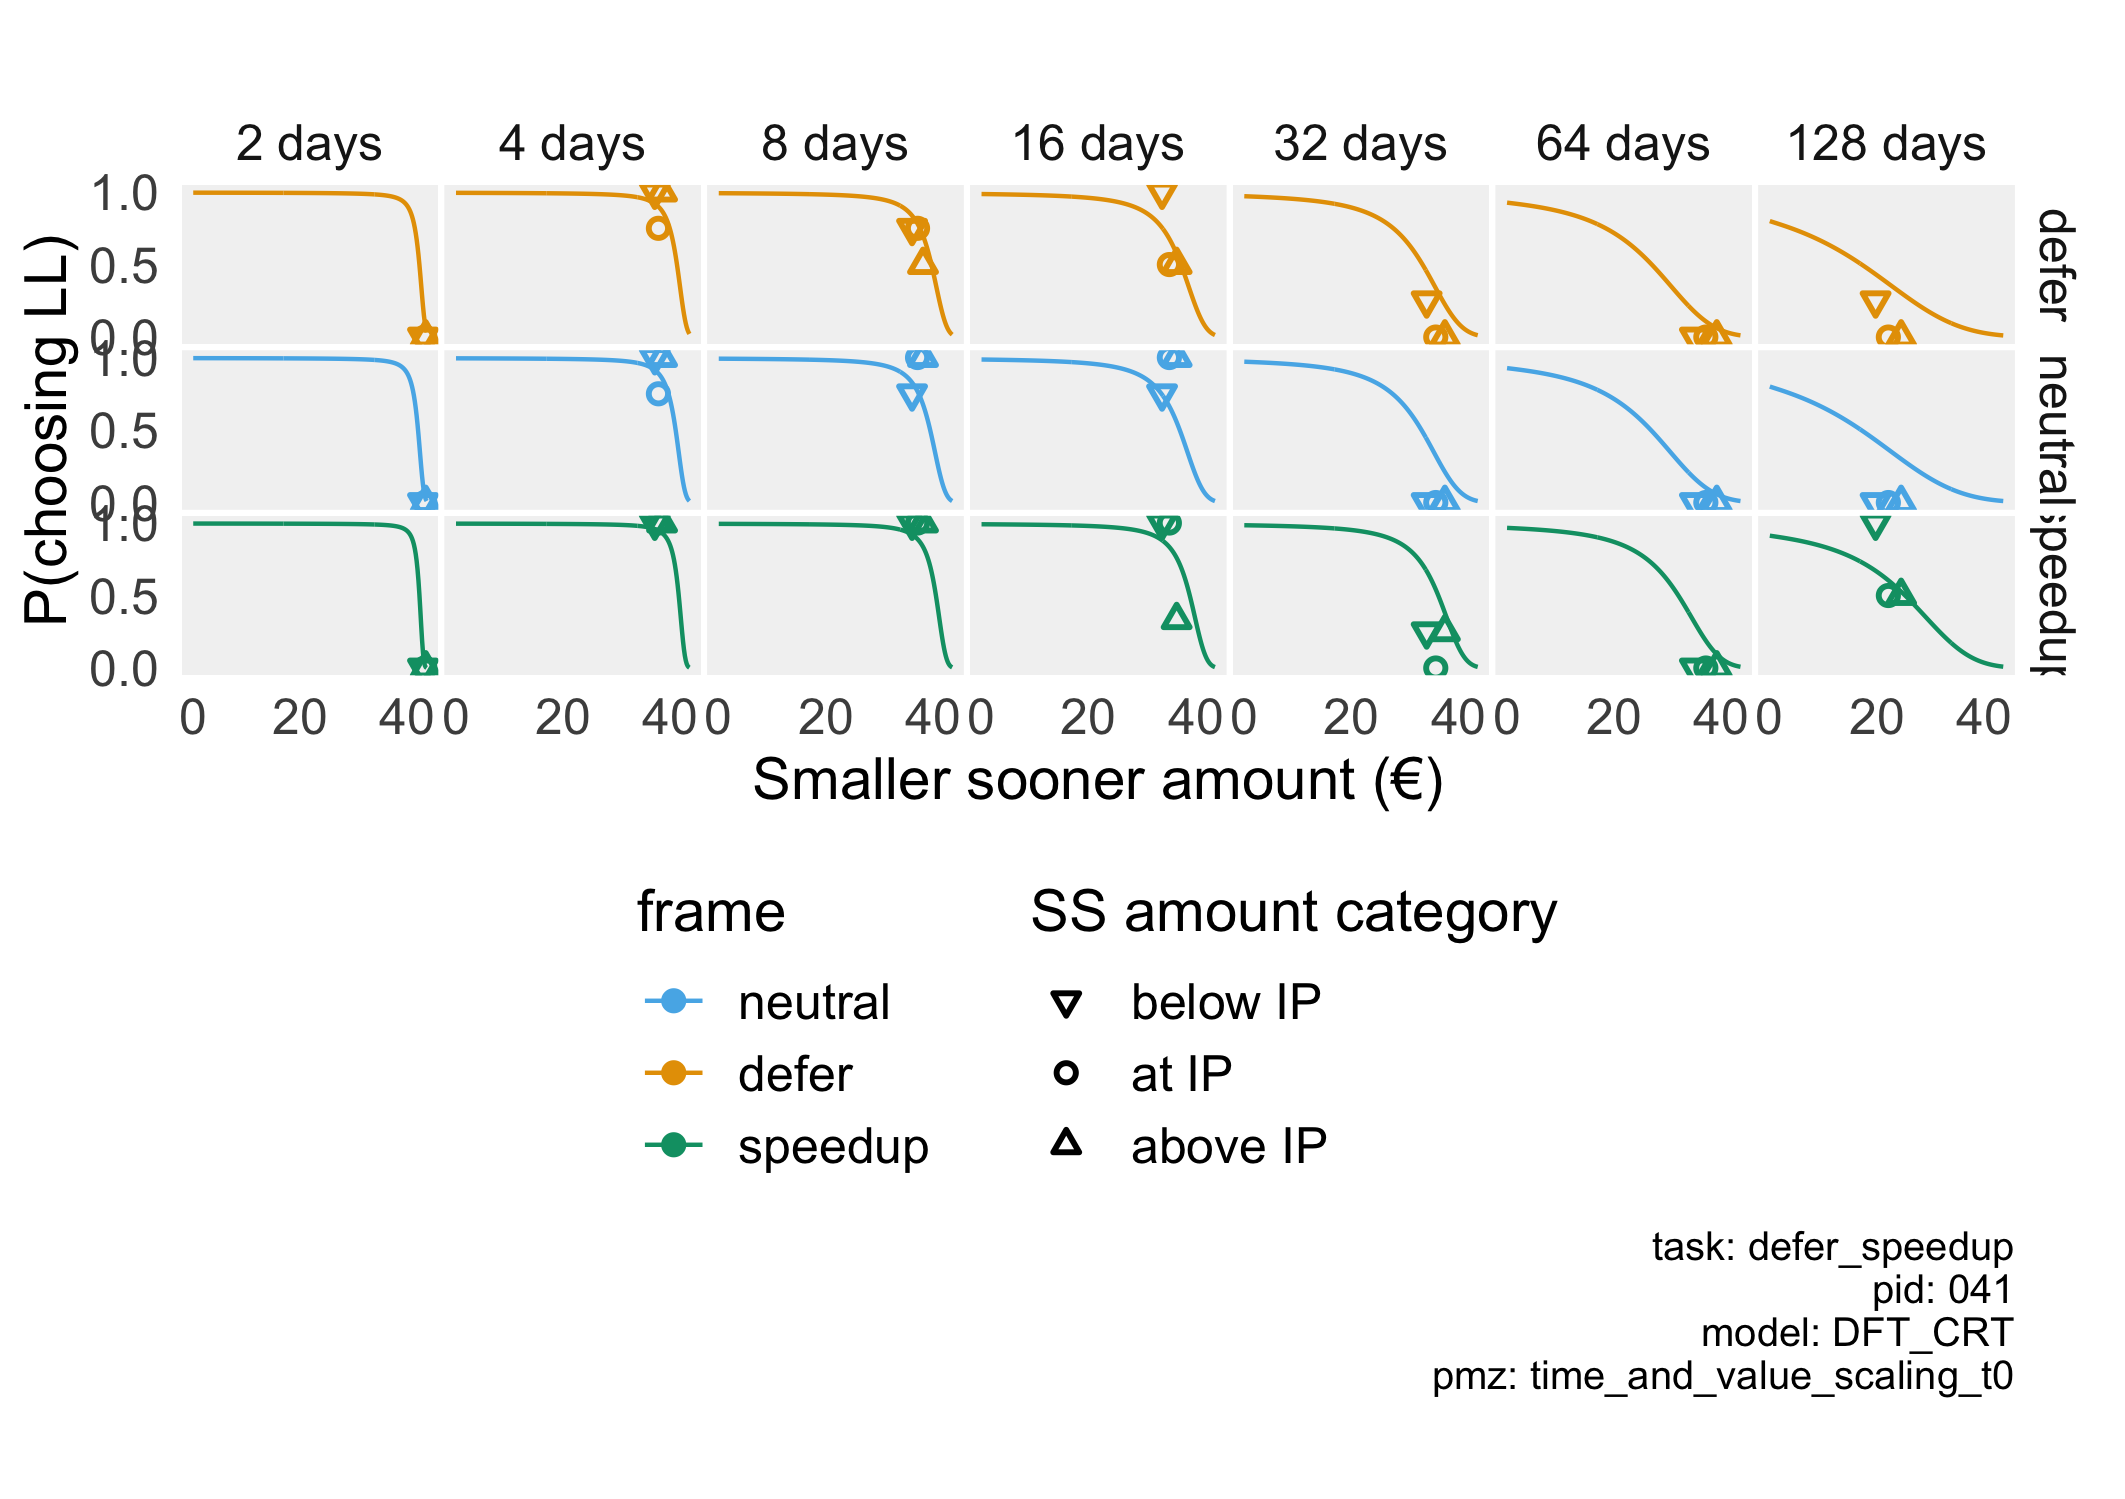 2 days 4 days 8 days 16 days 32 days 64 days 128 days
P(choosing LL)
1.0
0.5
0.0
defer
1.0
0.5
0.0
neutral
1.0
0.5
0.0
speedup
0 20 40 0 20 40 0 20 40 0 20 40 0 20 40 0 20 40 0 20 40
Smaller sooner amount (€)
frame
neutral
defer
speedup
SS amount category
below IP
at IP
above IP
task: defer_speedup
pid: 041
model: DFT_CRT
pmz: time_and_value_scaling_t0